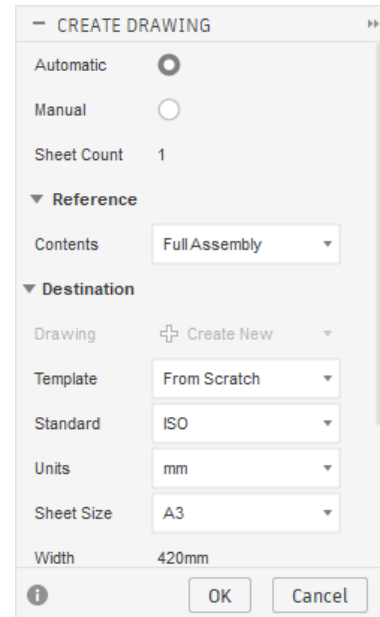 CREATE DRAWING
Automatic
Manual
Sheet Count 1
Reference
Contents Full Assembly
Destination
Drawing Create New
Template From Scratch
Standard ISO
Units mm
Sheet Size A3
Width 420mm
OK Cancel